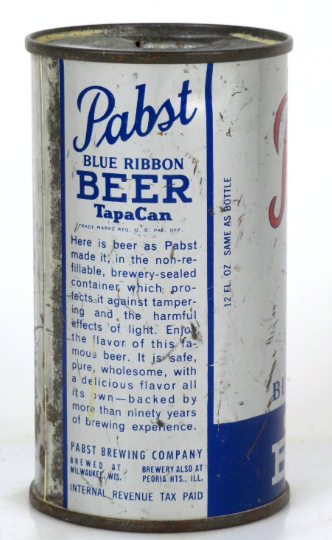 Pabst
BLUE RIBBON
BEER
TapaCan
TRADE MARKS REG. U.S. PAT. OFF.
Here is beer as Pabst
made it, in the non-re-
fillable, brewery-sealed
container, which pro-
tects it against tamper-
ing and the harmful
effects of light. Enjoy
the flavor of this fa-
mous beer. It is safe,
pure, wholesome, with
a delicious flavor all
its own—backed by
more than ninety years
of brewing experience.
PABST BREWING COMPANY
BREWED AT
MILWAUKEE, WIS.
BREWERY ALSO AT
PEORIA HTS., ILL.
INTERNAL REVENUE TAX PAID
12 FL. OZ. SAME AS BOTTLE